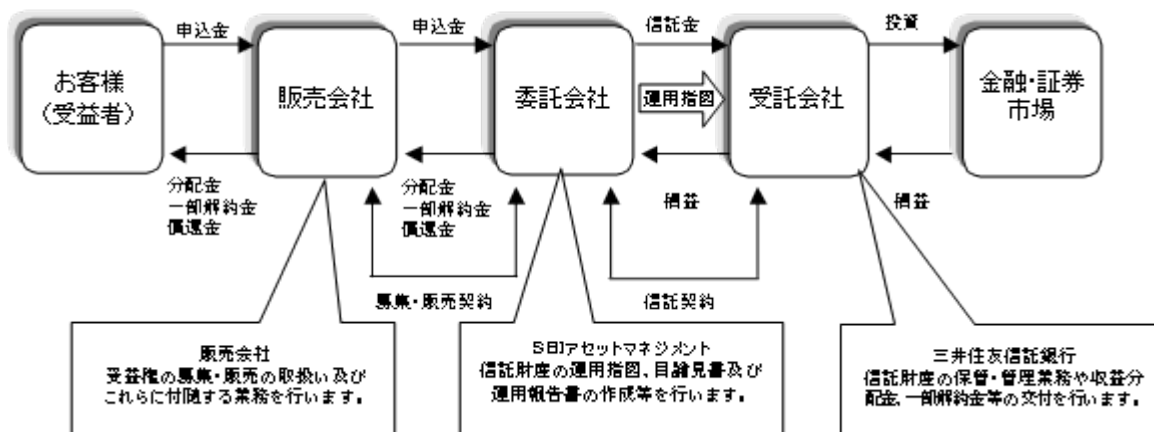 申込金
申込金
信託金
投資
お客様
（受益者）
販売会社
委託会社
運用指図
受託会社
金融・証券
市場
分配金
一部解約金
償還金
分配金
一部解約金
償還金
損益
損益
募集・販売契約
信託契約
販売会社
受益権の募集・販売の取扱い及び
これらに付随する業務を行います。
SBIアセットマネジメント
信託財産の運用指図、目論見書及び
運用報告書の作成等を行います。
三井住友信託銀行
信託財産の保管・管理業務や収益分
配金、一部解約金等の交付を行います。